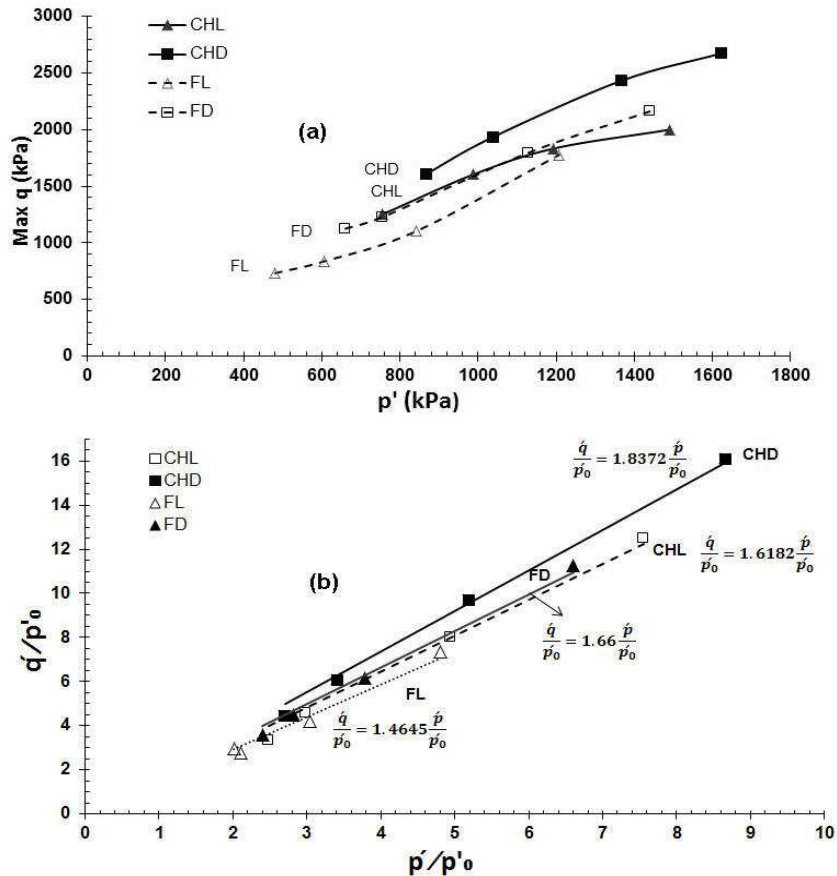 3000
2500
2000
1500
1000
500
0
Max q (kPa)
CHL
CHD
FL
FD
(a)
CHD
CHL
FD
FL
0 200 400 600 800 1000 1200 1400 1600 1800
p' (kPa)
16
14
12
10
8
6
4
2
0
q́/p'₀
CHL
CHD
FL
FD
(b)
q́/ṕ₀ = 1.8372 ṕ/ṕ₀
CHD
CHL
q́/ṕ₀ = 1.6182 ṕ/ṕ₀
FD
q́/ṕ₀ = 1.66 ṕ/ṕ₀
FL
q́/ṕ₀ = 1.4645 ṕ/ṕ₀
0 1 2 3 4 5 6 7 8 9 10
ṕ/p'₀